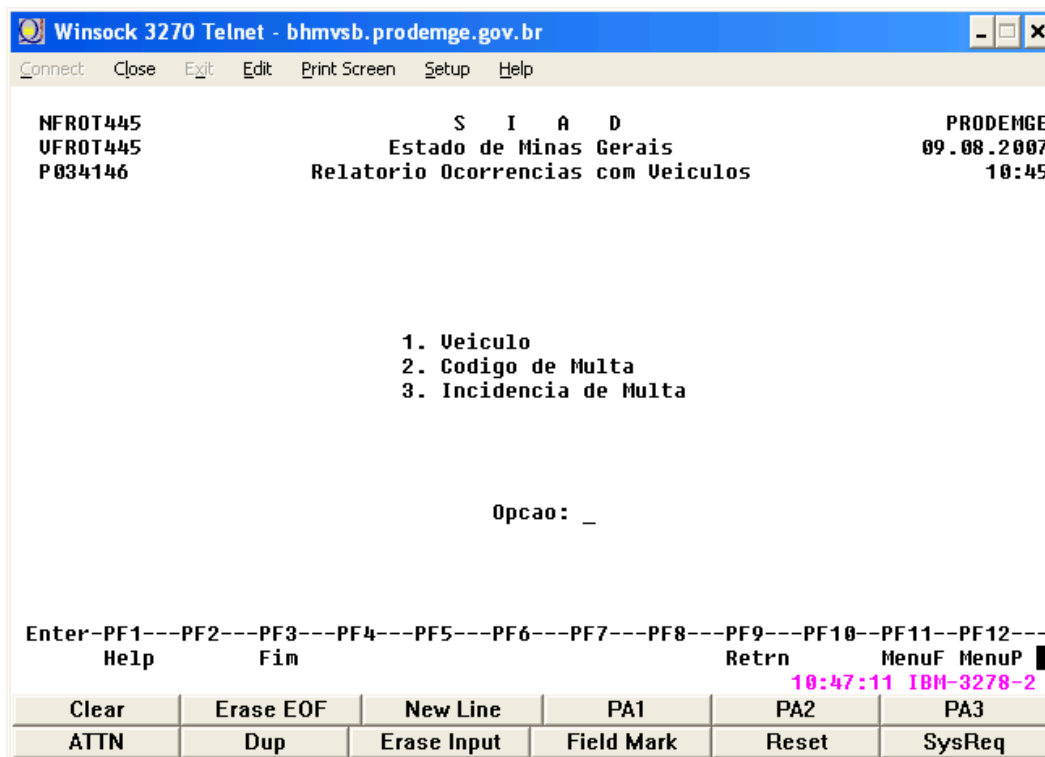 Winsock 3270 Telnet - bhmvsb.prodemge.gov.br
Connect Close Exit Edit Print Screen Setup Help
NFROT445 S I A D PRODEMGE
VFROT445 Estado de Minas Gerais 09.08.2007
P034146 Relatorio Ocorrencias com Veiculos 10:45
1. Veiculo
2. Codigo de Multa
3. Incidencia de Multa
Opcao: _
Enter-PF1---PF2---PF3---PF4---PF5---PF6---PF7---PF8---PF9---PF10--PF11--PF12---
Help Fim Retrn MenuF MenuP
10:47:11 IBM-3278-2
Clear Erase EOF New Line PA1 PA2 PA3
ATTN Dup Erase Input Field Mark Reset SysReq